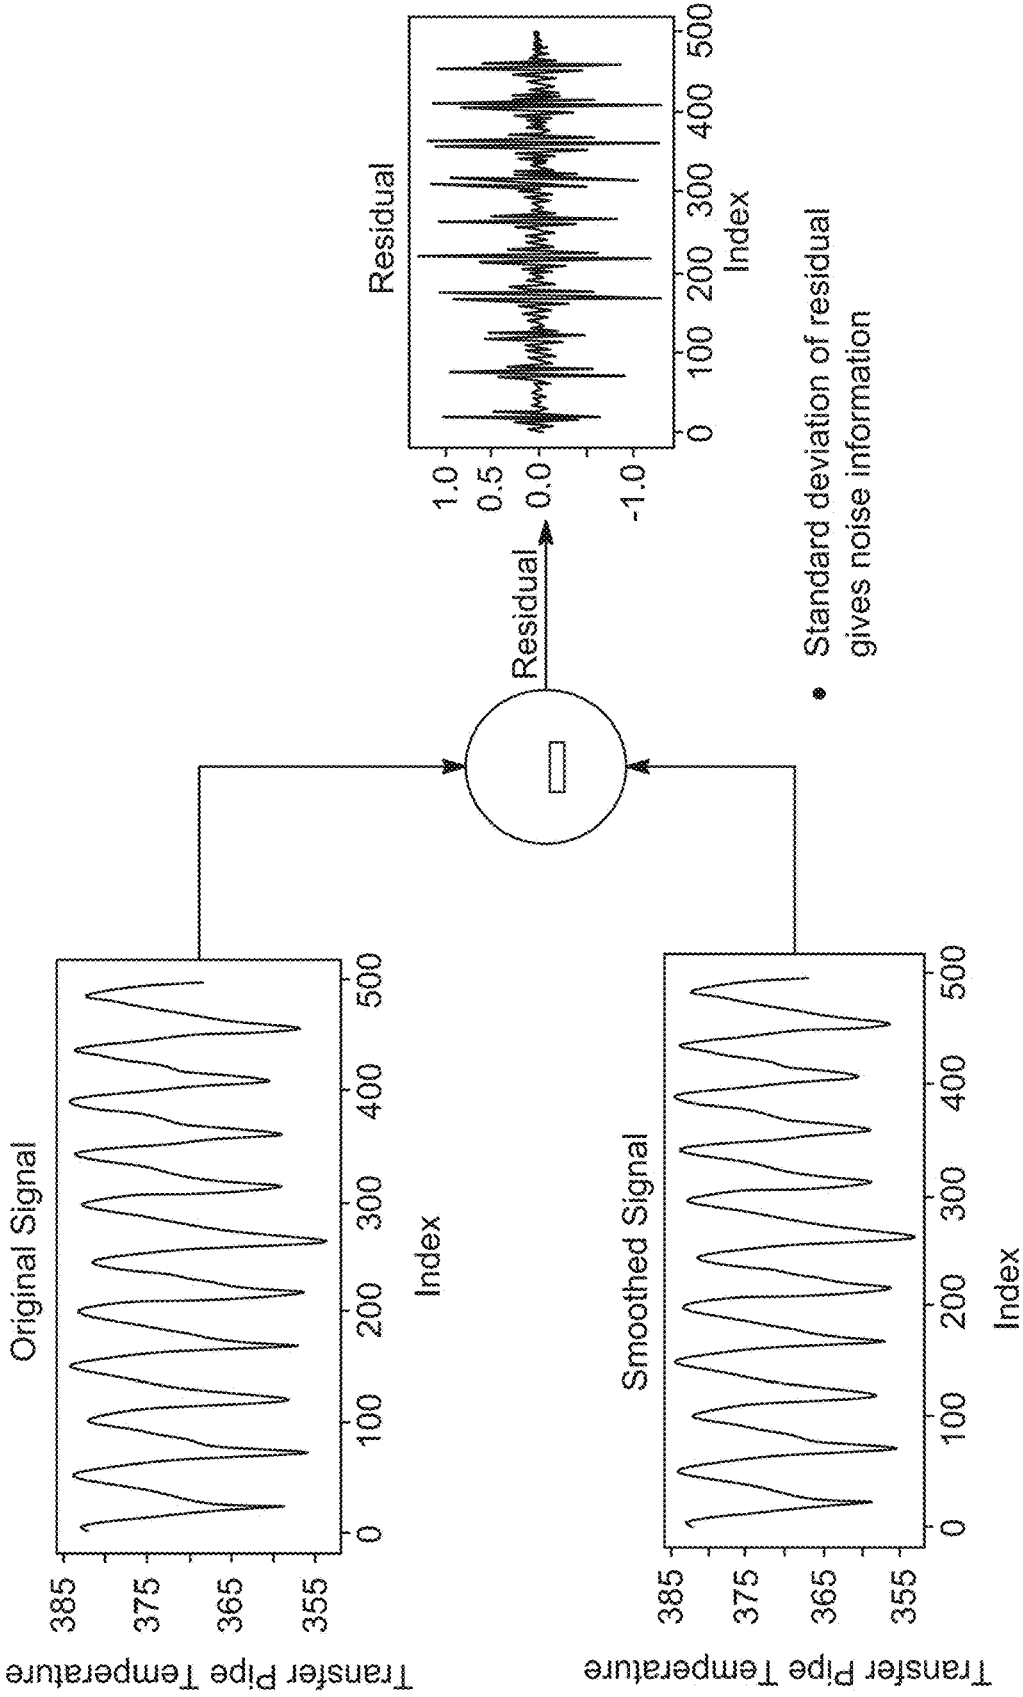 Original Signal
Transfer Pipe Temperature
385
375
365
355
0 100 200 300 400 500
Index
Smoothed Signal
Transfer Pipe Temperature
385
375
365
355
0 100 200 300 400 500
Index
Residual
Residual
1.0
0.5
0.0
-1.0
0 100 200 300 400 500
Index
• Standard deviation of residual
gives noise information